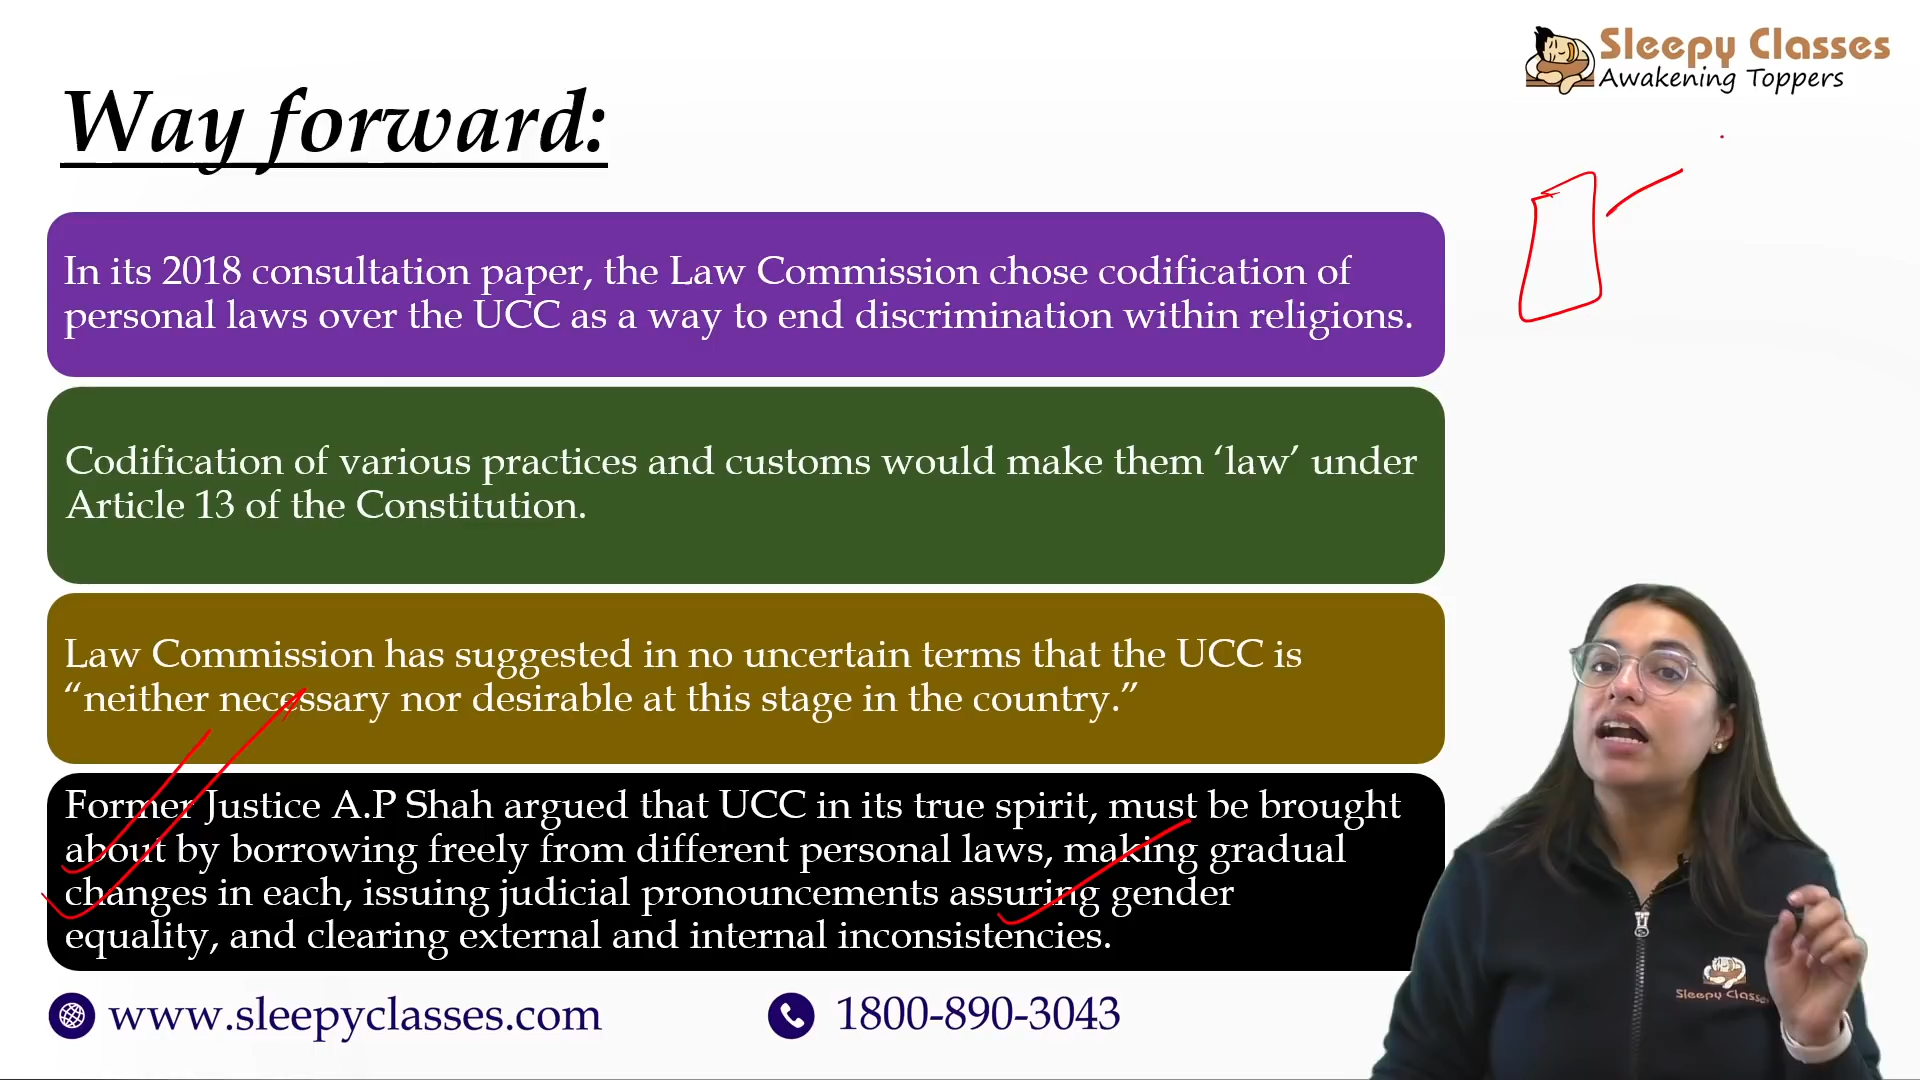 Sleepy Classes
Awakening Toppers
Way forward:
In its 2018 consultation paper, the Law Commission chose codification of
personal laws over the UCC as a way to end discrimination within religions.
Codification of various practices and customs would make them ‘law’ under
Article 13 of the Constitution.
Law Commission has suggested in no uncertain terms that the UCC is
“neither necessary nor desirable at this stage in the country.”
Former Justice A.P Shah argued that UCC in its true spirit, must be brought
about by borrowing freely from different personal laws, making gradual
changes in each, issuing judicial pronouncements assuring gender
equality, and clearing external and internal inconsistencies.
Sleepy Classes
www.sleepyclasses.com
1800-890-3043